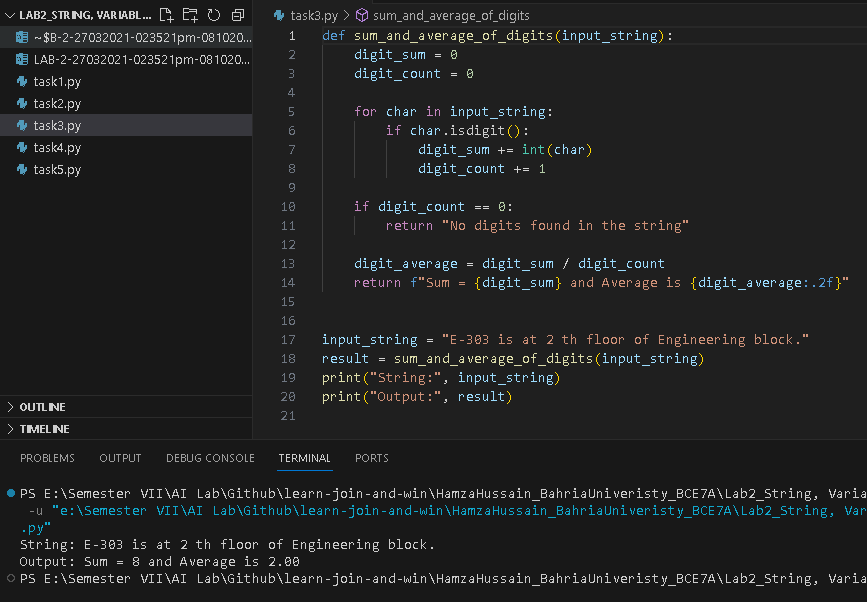 LAB2_STRING, VARIABL...
~$B-2-27032021-023521pm-081020...
LAB-2-27032021-023521pm-081020...
task1.py
task2.py
task3.py
task4.py
task5.py
OUTLINE
TIMELINE
task3.py > sum_and_average_of_digits
1 def sum_and_average_of_digits(input_string):
2     digit_sum = 0
3     digit_count = 0
4
5     for char in input_string:
6         if char.isdigit():
7             digit_sum += int(char)
8             digit_count += 1
9
10     if digit_count == 0:
11         return "No digits found in the string"
12
13     digit_average = digit_sum / digit_count
14     return f"Sum = {digit_sum} and Average is {digit_average:.2f}"
15
16
17 input_string = "E-303 is at 2 th floor of Engineering block."
18 result = sum_and_average_of_digits(input_string)
19 print("String:", input_string)
20 print("Output:", result)
21
PROBLEMS OUTPUT DEBUG CONSOLE TERMINAL PORTS
PS E:\Semester VII\AI Lab\Github\learn-join-and-win\HamzaHussain_BahriaUniveristy_BCE7A\Lab2_String, Varia
-u "e:\Semester VII\AI Lab\Github\learn-join-and-win\HamzaHussain_BahriaUniveristy_BCE7A\Lab2_String, Var
.py"
String: E-303 is at 2 th floor of Engineering block.
Output: Sum = 8 and Average is 2.00
PS E:\Semester VII\AI Lab\Github\learn-join-and-win\HamzaHussain_BahriaUniveristy_BCE7A\Lab2_String, Varia